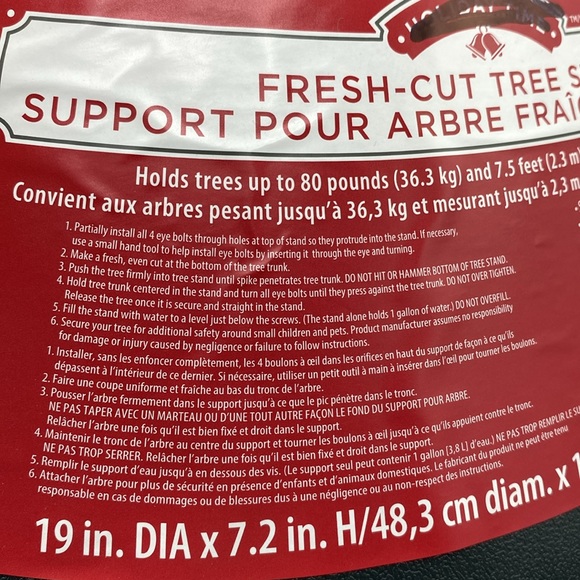 HOLIDAY TIME
FRESH-CUT TREE S
SUPPORT POUR ARBRE FRAÎ
Holds trees up to 80 pounds (36.3 kg) and 7.5 feet (2.3 m
Convient aux arbres pesant jusqu'à 36,3 kg et mesurant jusqu'à 2,3 m
1. Partially install all 4 eye bolts through holes at top of stand so they protrude into the stand. If necessary,
use a small hand tool to help install eye bolts by inserting it through the eye and turning.
2. Make a fresh, even cut at the bottom of the tree trunk.
3. Push the tree firmly into tree stand until spike penetrates tree trunk. DO NOT HIT OR HAMMER BOTTOM OF TREE STAND.
4. Hold tree trunk centered in the stand and turn all eye bolts until they press against the tree trunk. DO NOT OVER TIGHTEN.
Release the tree once it is secure and straight in the stand.
5. Fill the stand with water to a level just below the screws. (The stand alone holds 1 gallon of water.) DO NOT OVERFILL.
6. Secure your tree for additional safety around small children and pets. Product manufacturer assumes no responsibility
for damage or injury caused by negligence or failure to follow instructions.
1. Installer, sans les enfoncer complètement, les 4 boulons à œil dans les orifices en haut du support de façon à ce qu'ils
dépassent à l'intérieur de ce dernier. Si nécessaire, utiliser un petit outil à main à insérer dans l'œil pour tourner les boulons.
2. Faire une coupe uniforme et fraîche au bas du tronc de l'arbre.
3. Pousser l'arbre fermement dans le support jusqu'à ce que le pic pénètre dans le tronc.
NE PAS TAPER AVEC UN MARTEAU OU D'UNE TOUT AUTRE FAÇON LE FOND DU SUPPORT POUR ARBRE.
Relâcher l'arbre une fois qu'il est bien fixé et droit dans le support.
4. Maintenir le tronc de l'arbre au centre du support et tourner les boulons à œil jusqu'à ce qu'ils appuient contre le tronc.
NE PAS TROP SERRER. Relâcher l'arbre une fois qu'il est bien fixé et droit dans le support.
5. Remplir le support d'eau jusqu'à en dessous des vis. (Le support seul peut contenir 1 gallon [3,8 L] d'eau.) NE PAS TROP REMPLIR LE S
6. Attacher l'arbre pour plus de sécurité en présence d'enfants et d'animaux domestiques. Le fabricant du produit ne peut être tenu
responsable en cas de dommages ou de blessures dus à une négligence ou au non-respect des instructions.
19 in. DIA x 7.2 in. H/48,3 cm diam. x 1